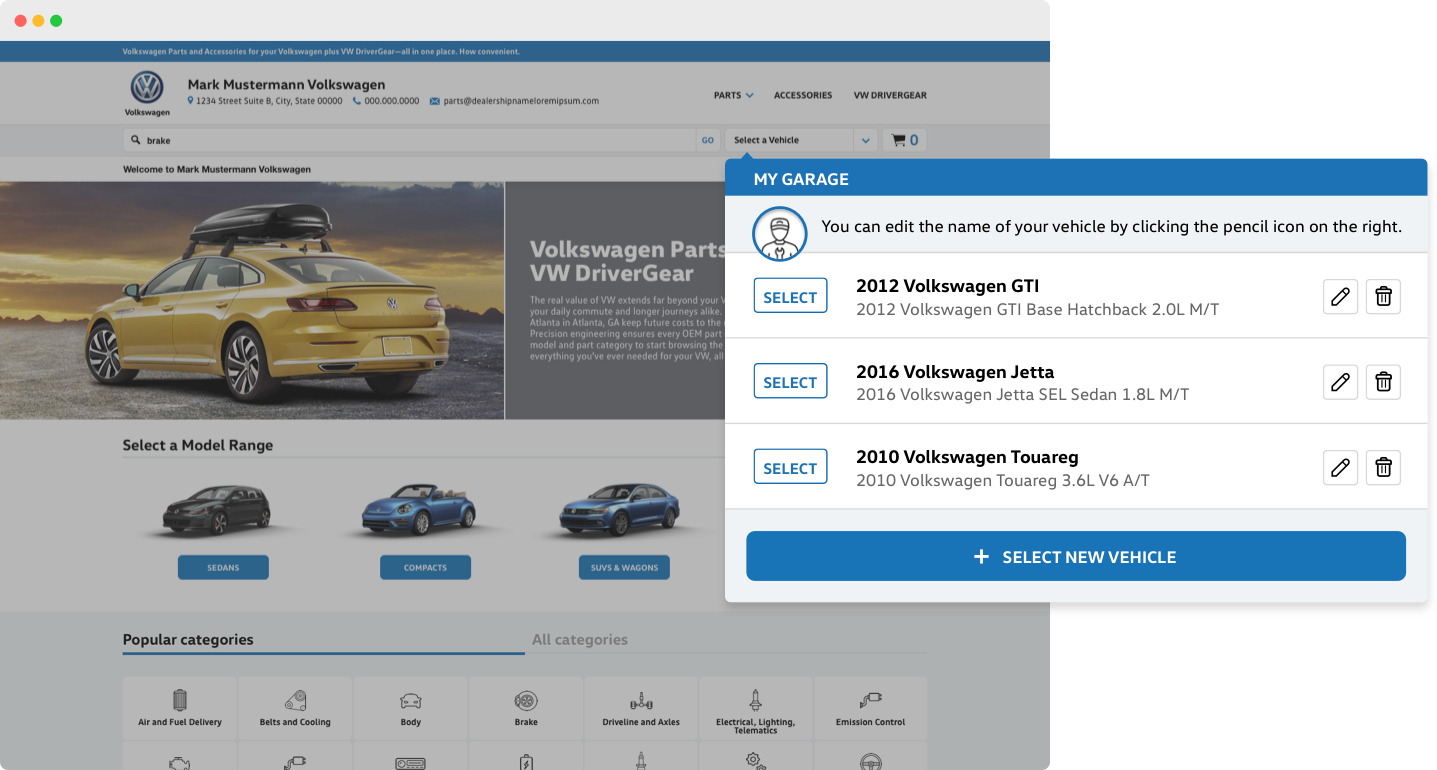 Volkswagen Parts and Accessories for your Volkswagen plus VW DriverGear—all in one place. How convenient.
Volkswagen
Mark Mustermann Volkswagen
1234 Street Suite B, City, State 00000 000.000.0000 parts@dealershipnameloremipsum.com
PARTS ACCESSORIES VW DRIVERGEAR
brake GO Select a Vehicle 0
Welcome to Mark Mustermann Volkswagen
Volkswagen Parts
VW DriverGear
The real value of VW extends far beyond your V
your daily commute and longer journeys alike.
Atlanta in Atlanta, GA keep future costs to the
Precision engineering ensures every OEM part
model and part category to start browsing the
everything you've ever needed for your VW, all
MY GARAGE
You can edit the name of your vehicle by clicking the pencil icon on the right.
SELECT
2012 Volkswagen GTI
2012 Volkswagen GTI Base Hatchback 2.0L M/T
SELECT
2016 Volkswagen Jetta
2016 Volkswagen Jetta SEL Sedan 1.8L M/T
SELECT
2010 Volkswagen Touareg
2010 Volkswagen Touareg 3.6L V6 A/T
+ SELECT NEW VEHICLE
Select a Model Range
SEDANS COMPACTS SUVS & WAGONS
Popular categories All categories
Air and Fuel Delivery
Belts and Cooling
Body
Brake
Driveline and Axles
Electrical, Lighting,
Telematics
Emission Control